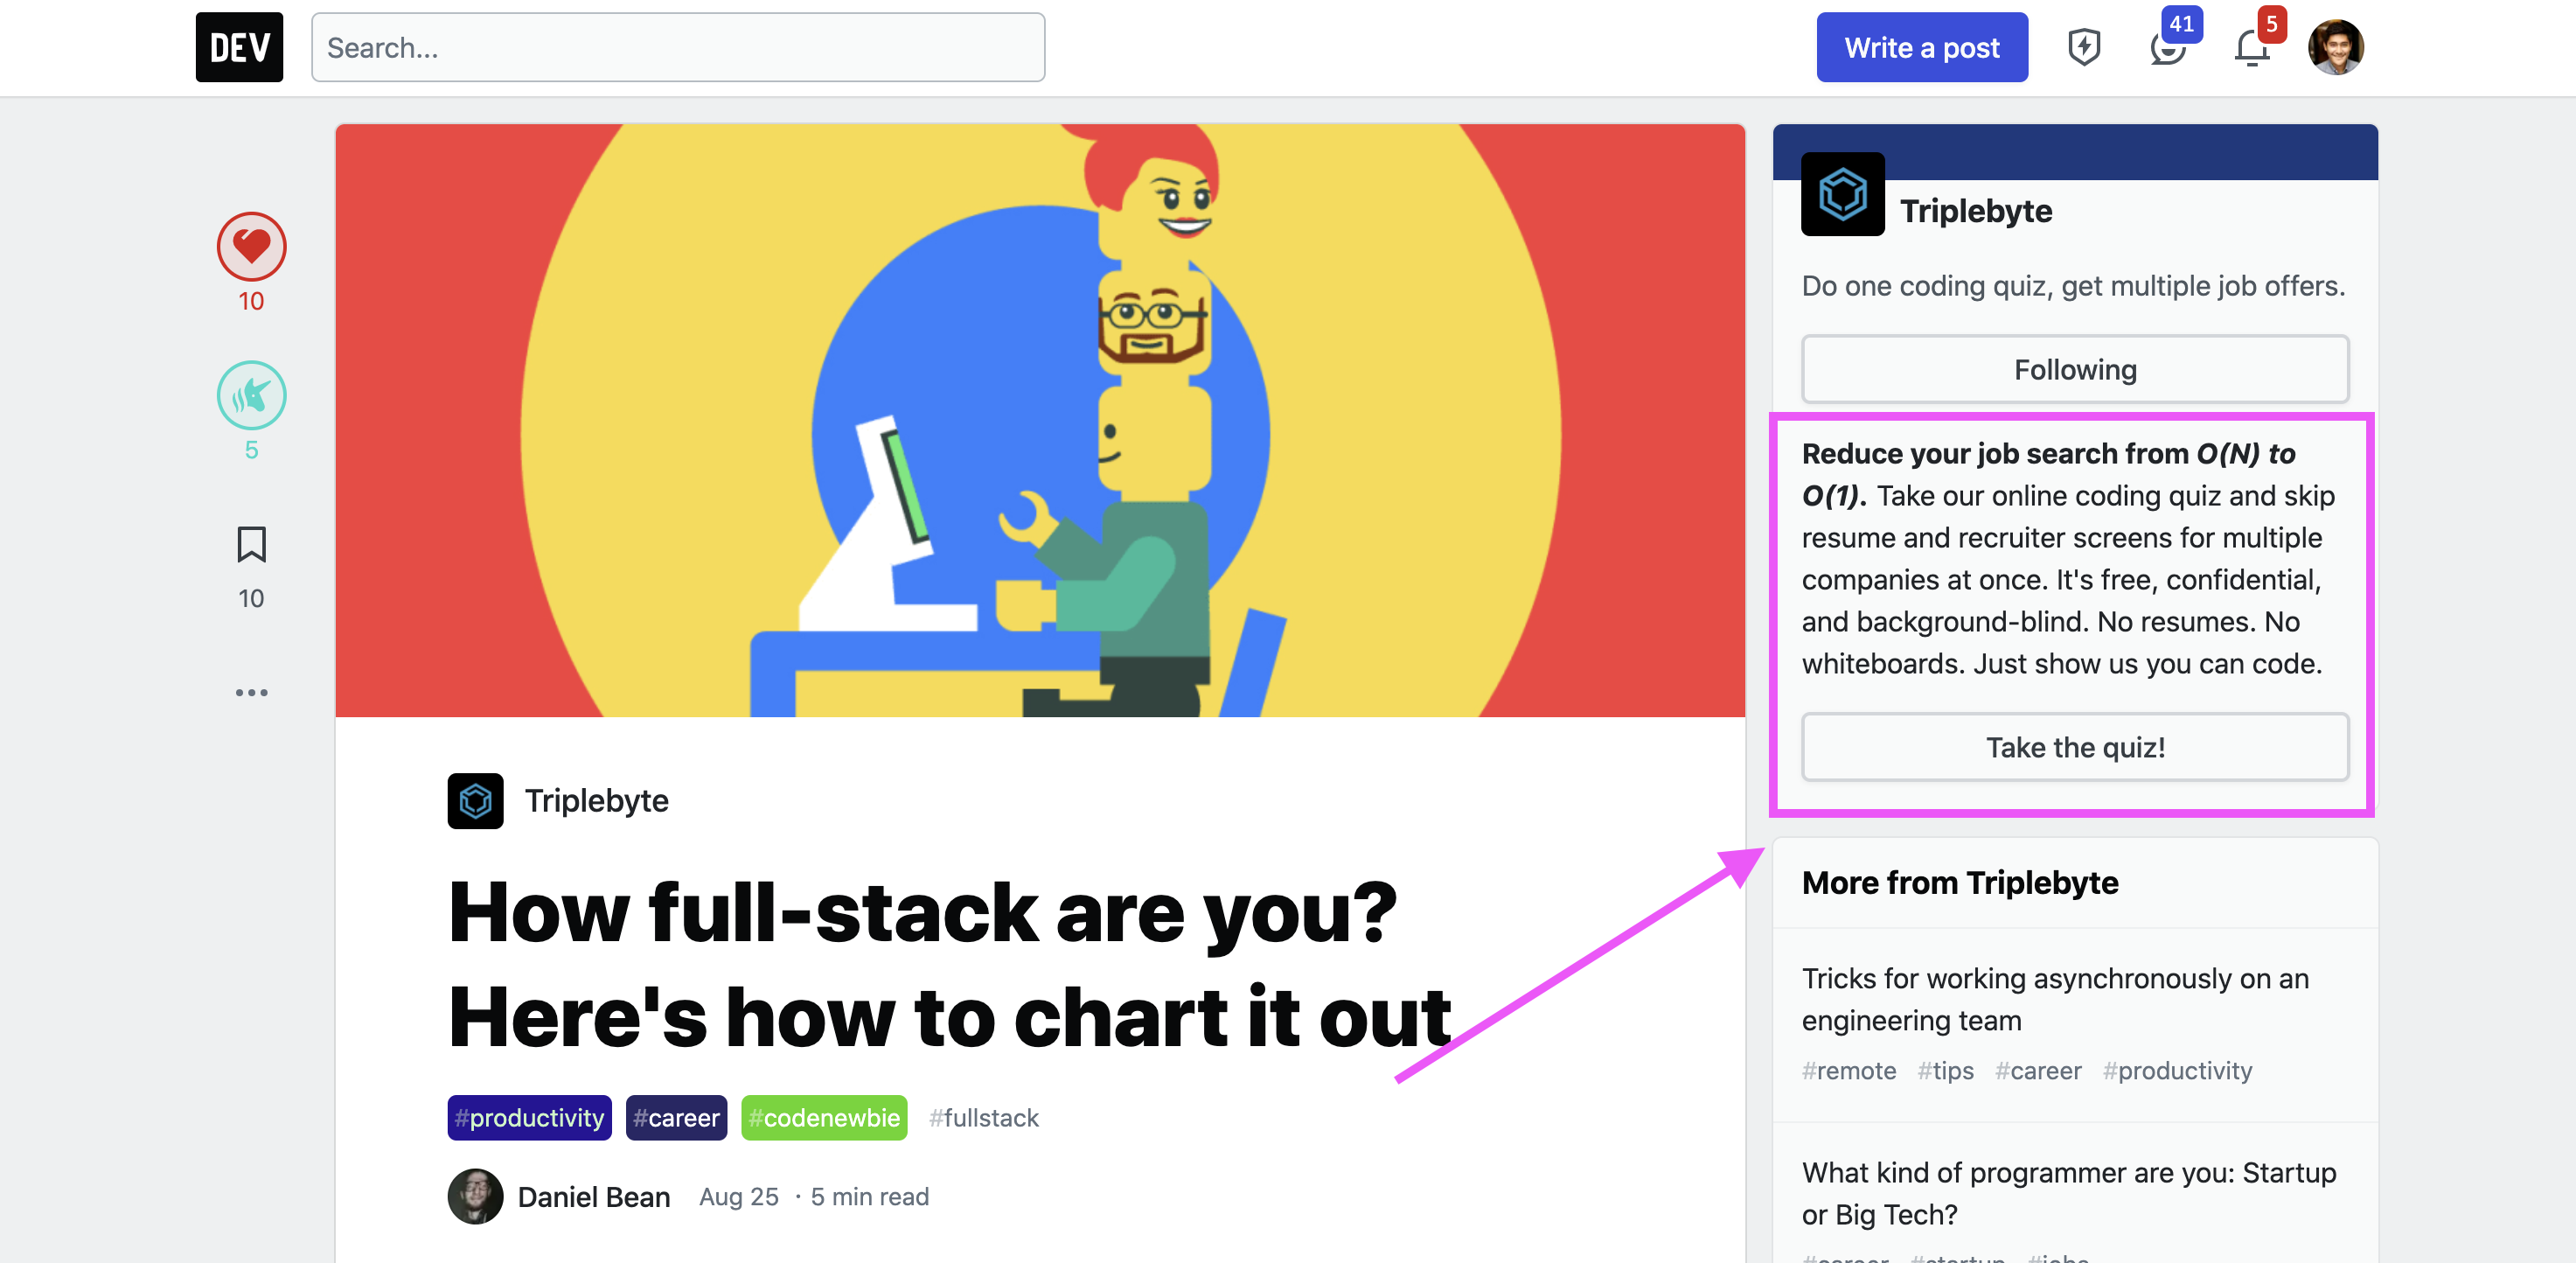 DEV
Search...
Write a post
41
5
10
5
10
Triplebyte
How full-stack are you?
Here's how to chart it out
#productivity #career #codenewbie #fullstack
Daniel Bean Aug 25 · 5 min read
Triplebyte
Do one coding quiz, get multiple job offers.
Following
Reduce your job search from O(N) to
O(1). Take our online coding quiz and skip
resume and recruiter screens for multiple
companies at once. It's free, confidential,
and background-blind. No resumes. No
whiteboards. Just show us you can code.
Take the quiz!
More from Triplebyte
Tricks for working asynchronously on an
engineering team
#remote #tips #career #productivity
What kind of programmer are you: Startup
or Big Tech?
#career #startup #jobs